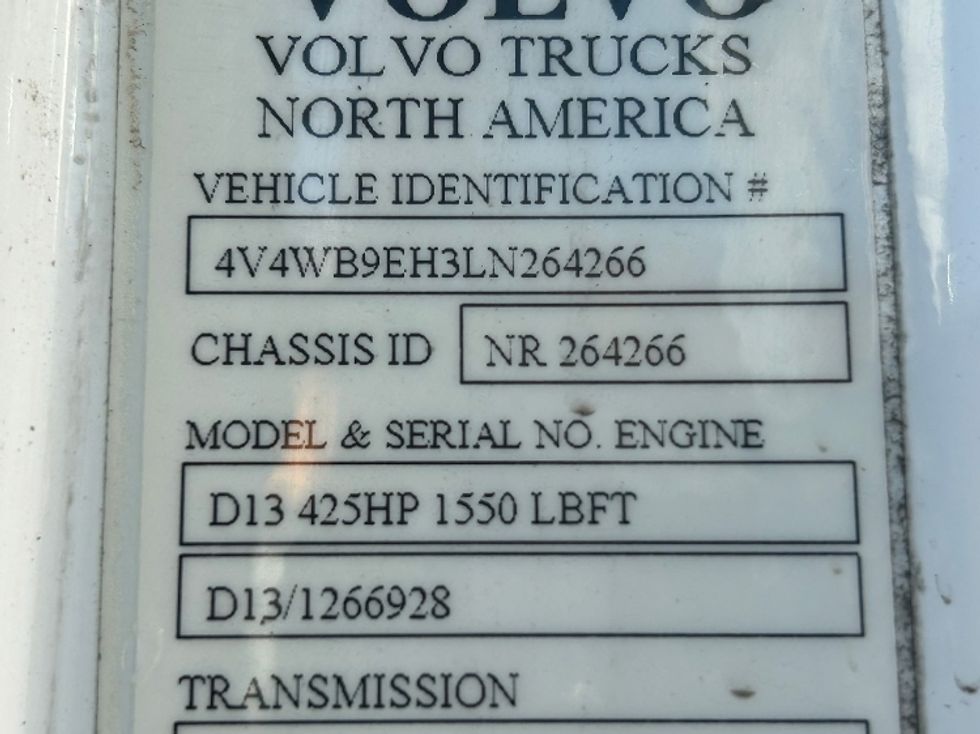 VOLVO
VOLVO TRUCKS
NORTH AMERICA
VEHICLE IDENTIFICATION #
4V4WB9EH3LN264266
CHASSIS ID NR 264266
MODEL & SERIAL NO. ENGINE
D13 425HP 1550 LBFT
D13/1266928
TRANSMISSION